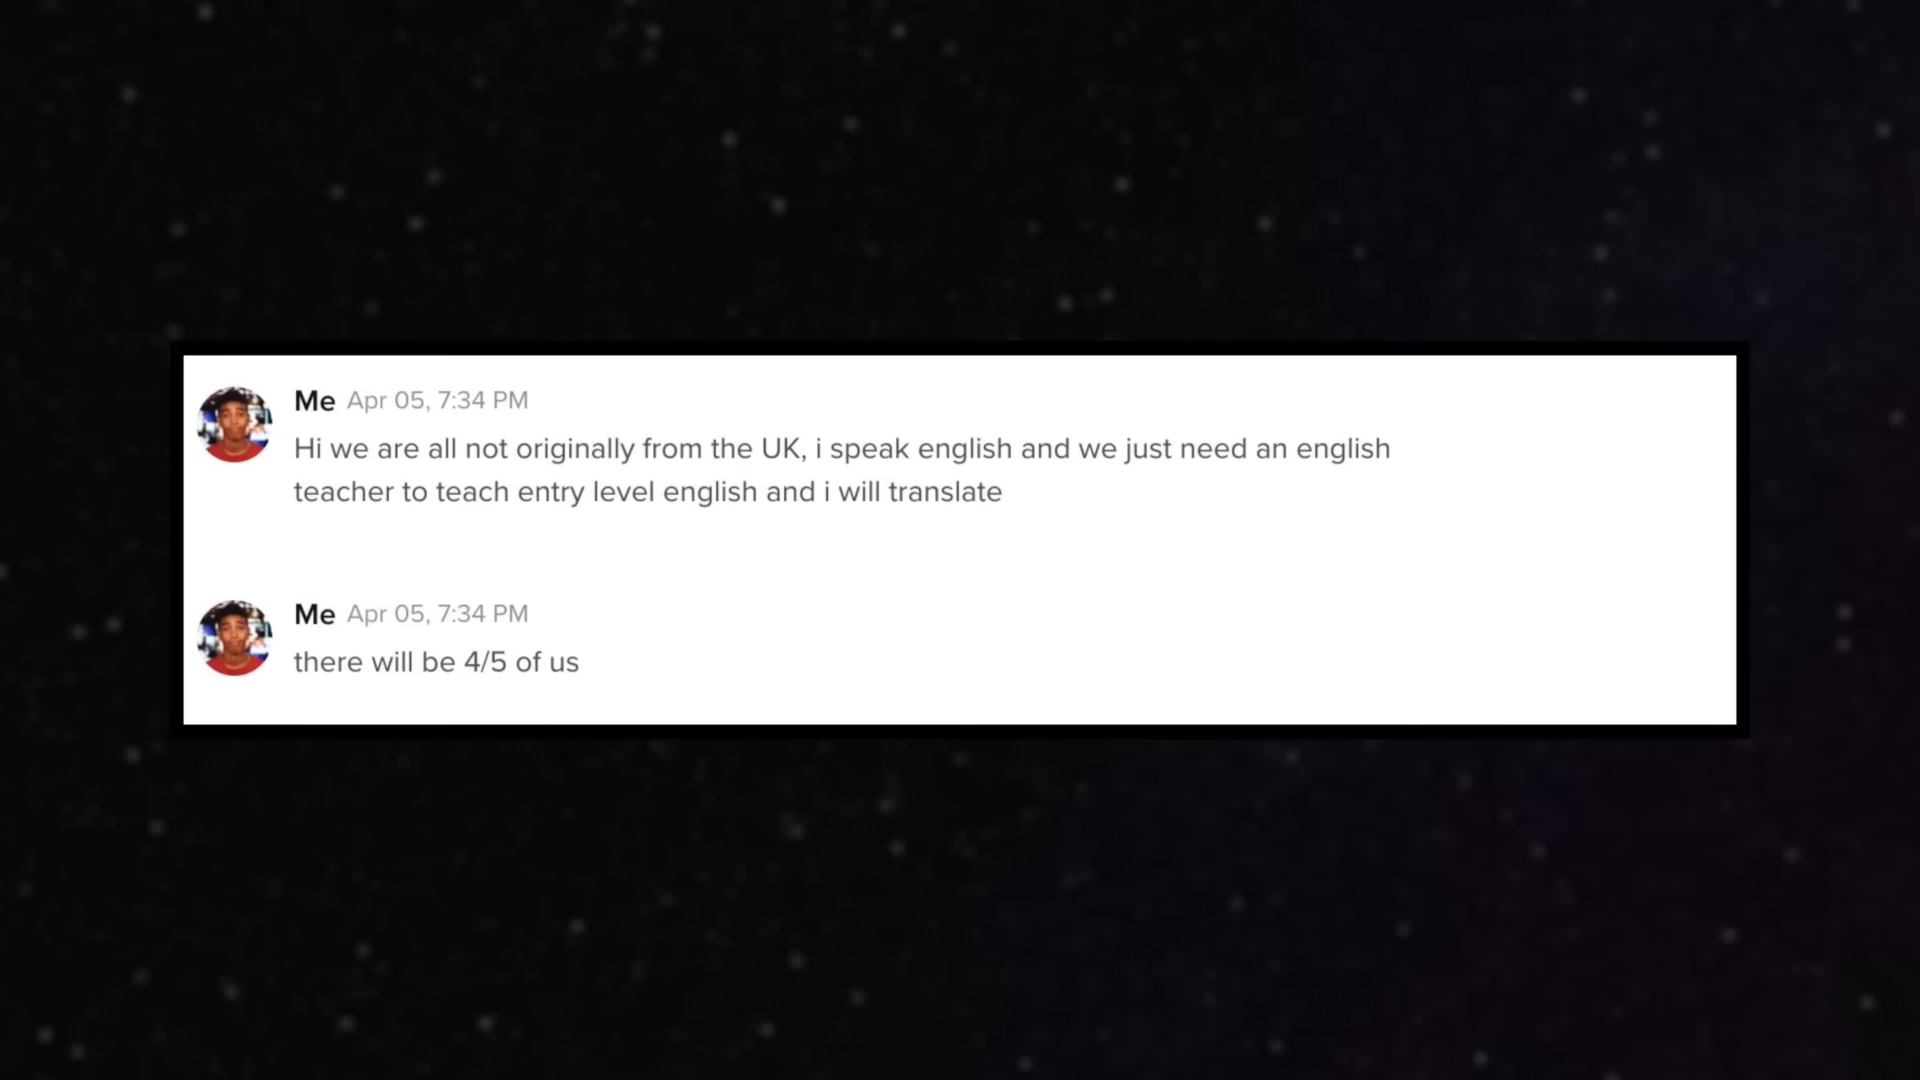 Me Apr 05, 7:34 PM
Hi we are all not originally from the UK, i speak english and we just need an english
teacher to teach entry level english and i will translate
Me Apr 05, 7:34 PM
there will be 4/5 of us